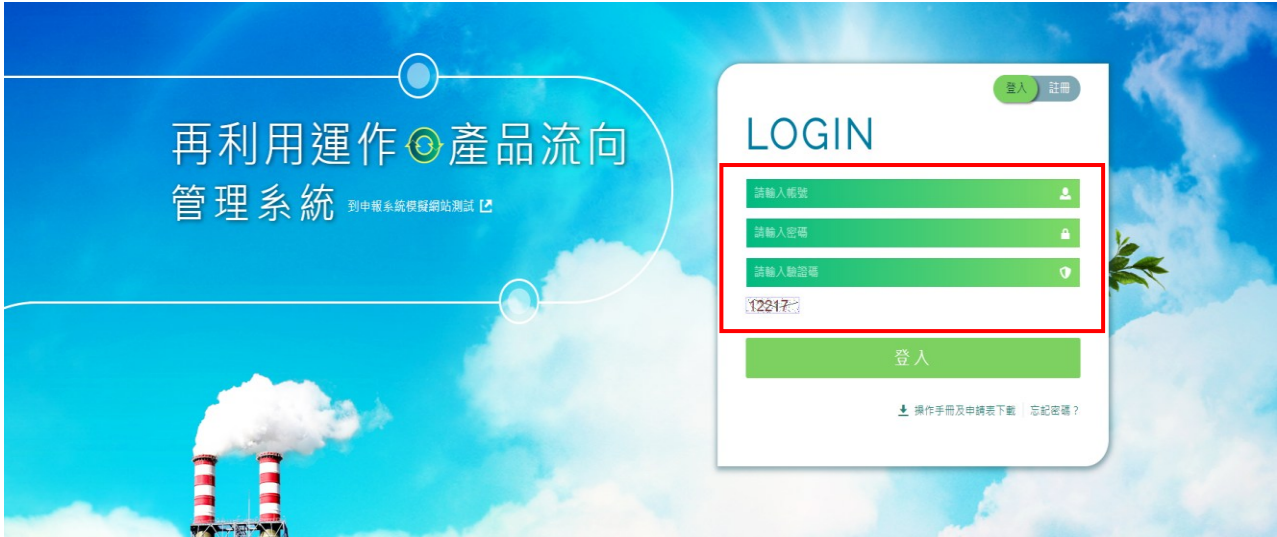 再利用運作 產品流向
管理系統 到申報系統模擬網站測試
登入 註冊
LOGIN
請輸入帳號
請輸入密碼
請輸入驗證碼
12217
登入
操作手冊及申請表下載 忘記密碼?